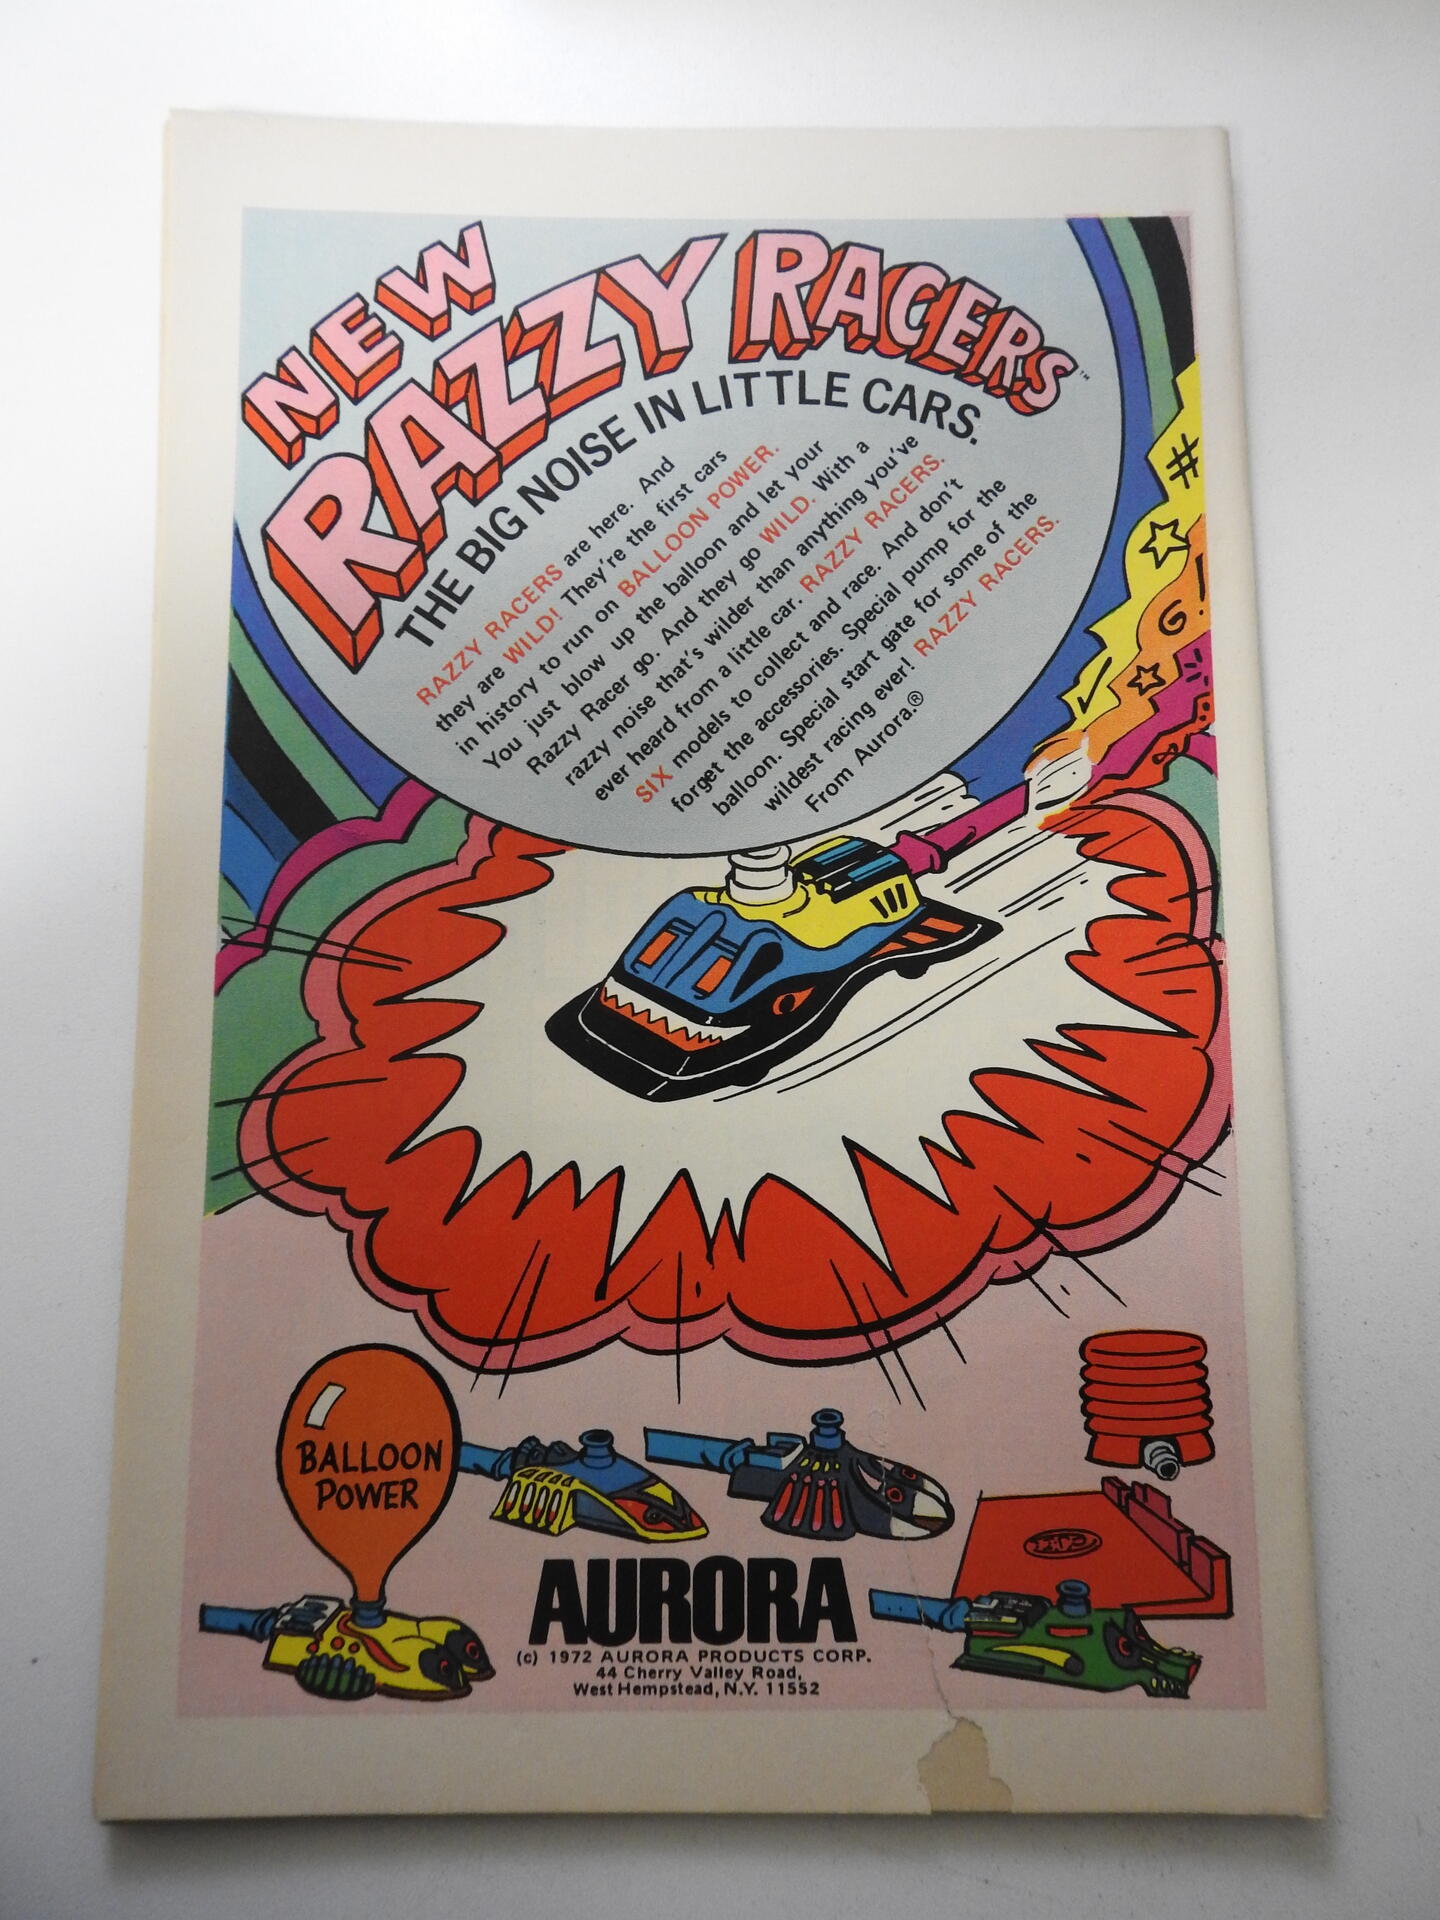 NEW
RAZZY RACERS™
THE BIG NOISE IN LITTLE CARS.
RAZZY RACERS are here. And
they are WILD! They're the first cars
in history to run on BALLOON POWER.
You just blow up the balloon and let your
Razzy Racer go. And they go WILD. With a
razzy noise that's wilder than anything you've
ever heard from a little car. RAZZY RACERS.
SIX models to collect and race. And don't
forget the accessories. Special pump for the
balloon. Special start gate for some of the
wildest racing ever! RAZZY RACERS.
From Aurora.®
#
G!
BALLOON
POWER
AURORA
(c) 1972 AURORA PRODUCTS CORP.
44 Cherry Valley Road,
West Hempstead, N.Y. 11552